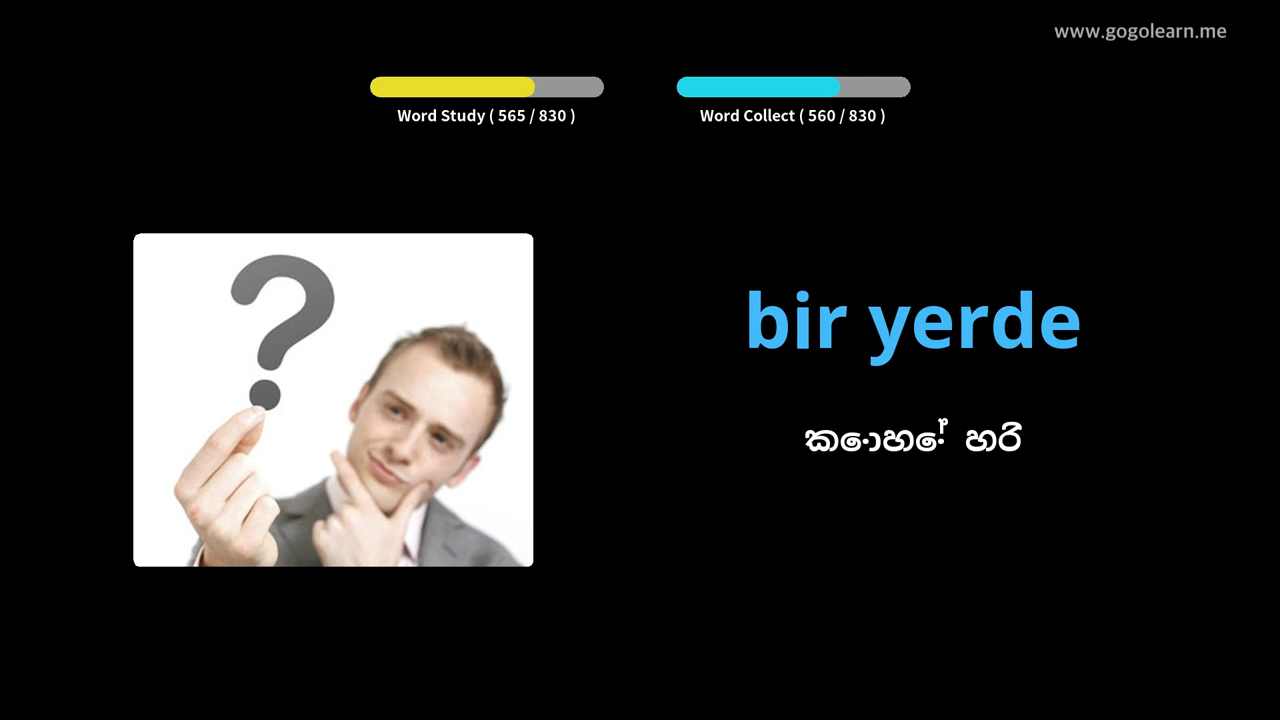 www.gogolearn.me
Word Study ( 565 / 830 )
Word Collect ( 560 / 830 )
bir yerde
කොහේ හරි